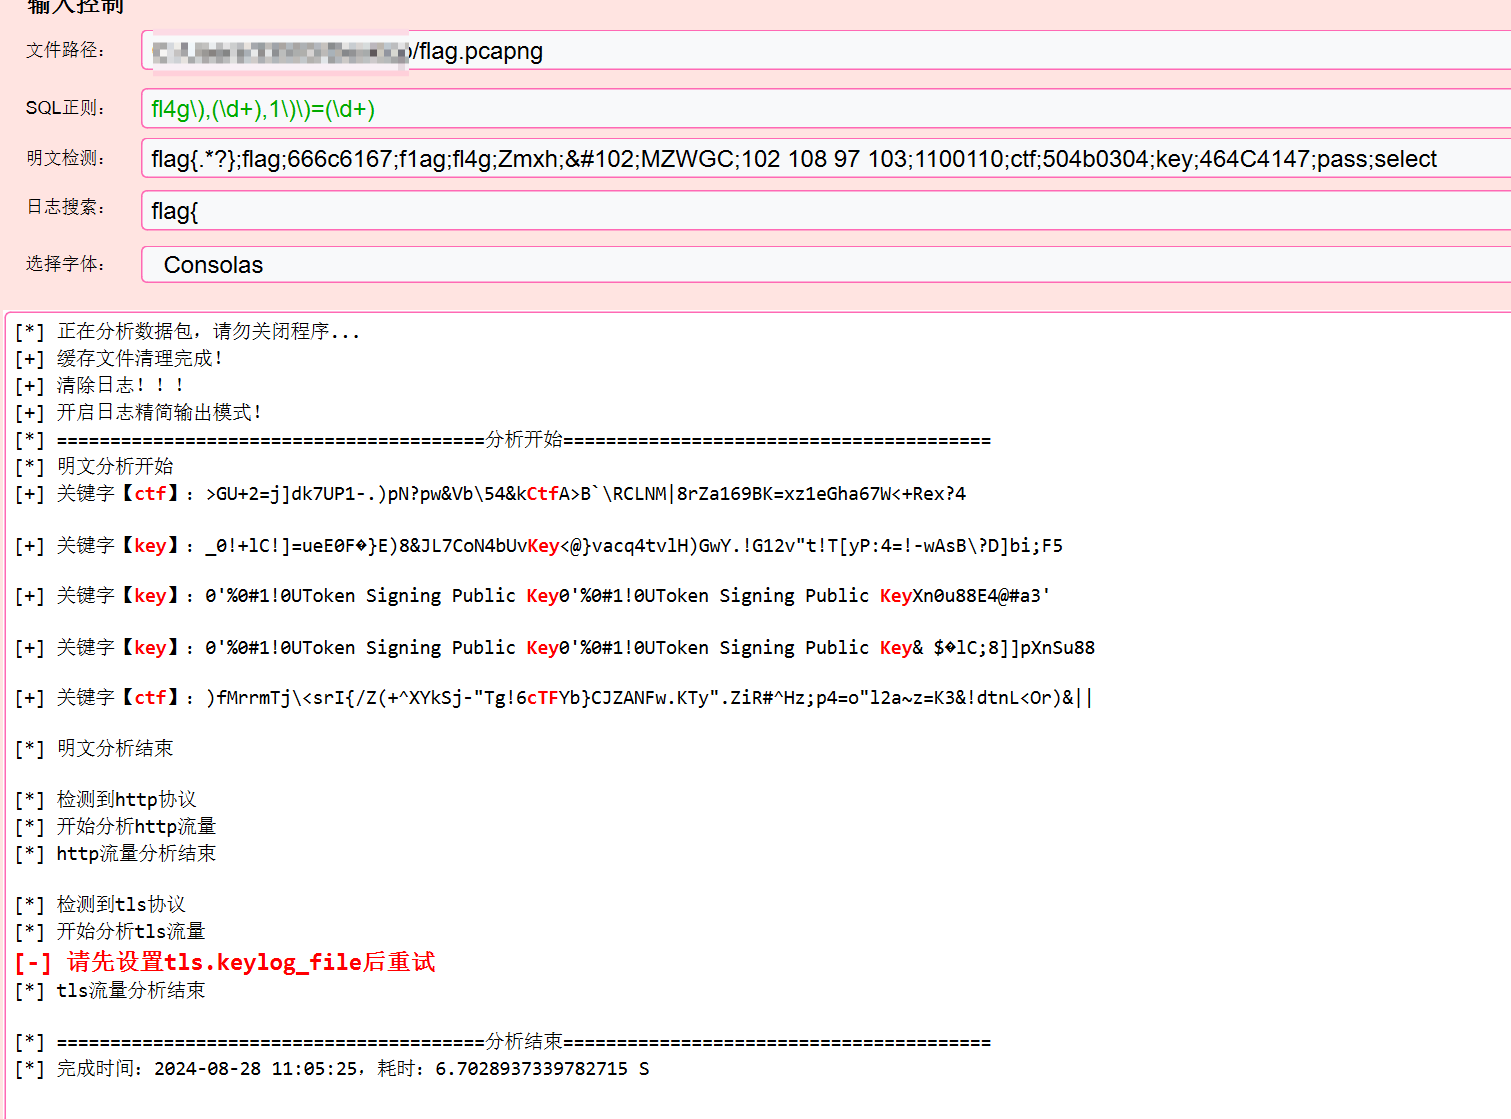 输入控制
文件路径： /flag.pcapng
SQL正则： fl4g\),(\d+),1\)\)=(\d+)
明文检测： flag{.*?};flag;666c6167;f1ag;fl4g;Zmxh;&#102;MZWGC;102 108 97 103;1100110;ctf;504b0304;key;464C4147;pass;select
日志搜索： flag{
选择字体： Consolas
[*] 正在分析数据包，请勿关闭程序...
[+] 缓存文件清理完成！
[+] 清除日志！！！
[+] 开启日志精简输出模式！
[*] ========================================分析开始========================================
[*] 明文分析开始
[+] 关键字【ctf】：>GU+2=j]dk7UP1-.)pN?pw&Vb\54&kCtfA>B`\RCLNM|8rZa169BK=xz1eGha67W<+Rex?4
[+] 关键字【key】：_0!+lC!]=ueE0F�}E)8&JL7CoN4bUvKey<@}vacq4tvlH)GwY.!G12v"t!T[yP:4=!-wAsB\?D]bi;F5
[+] 关键字【key】：0'%0#1!0UToken Signing Public Key0'%0#1!0UToken Signing Public KeyXn0u88E4@#a3'
[+] 关键字【key】：0'%0#1!0UToken Signing Public Key0'%0#1!0UToken Signing Public Key& $�lC;8]]pXnSu88
[+] 关键字【ctf】：)fMrrmTj\<srI{/Z(+^XYkSj-"Tg!6cTFYb}CJZANFw.KTy".ZiR#^Hz;p4=o"l2a~z=K3&!dtnL<Or)&||
[*] 明文分析结束
[*] 检测到http协议
[*] 开始分析http流量
[*] http流量分析结束
[*] 检测到tls协议
[*] 开始分析tls流量
[-] 请先设置tls.keylog_file后重试
[*] tls流量分析结束
[*] ========================================分析结束========================================
[*] 完成时间：2024-08-28 11:05:25，耗时：6.7028937339782715 S